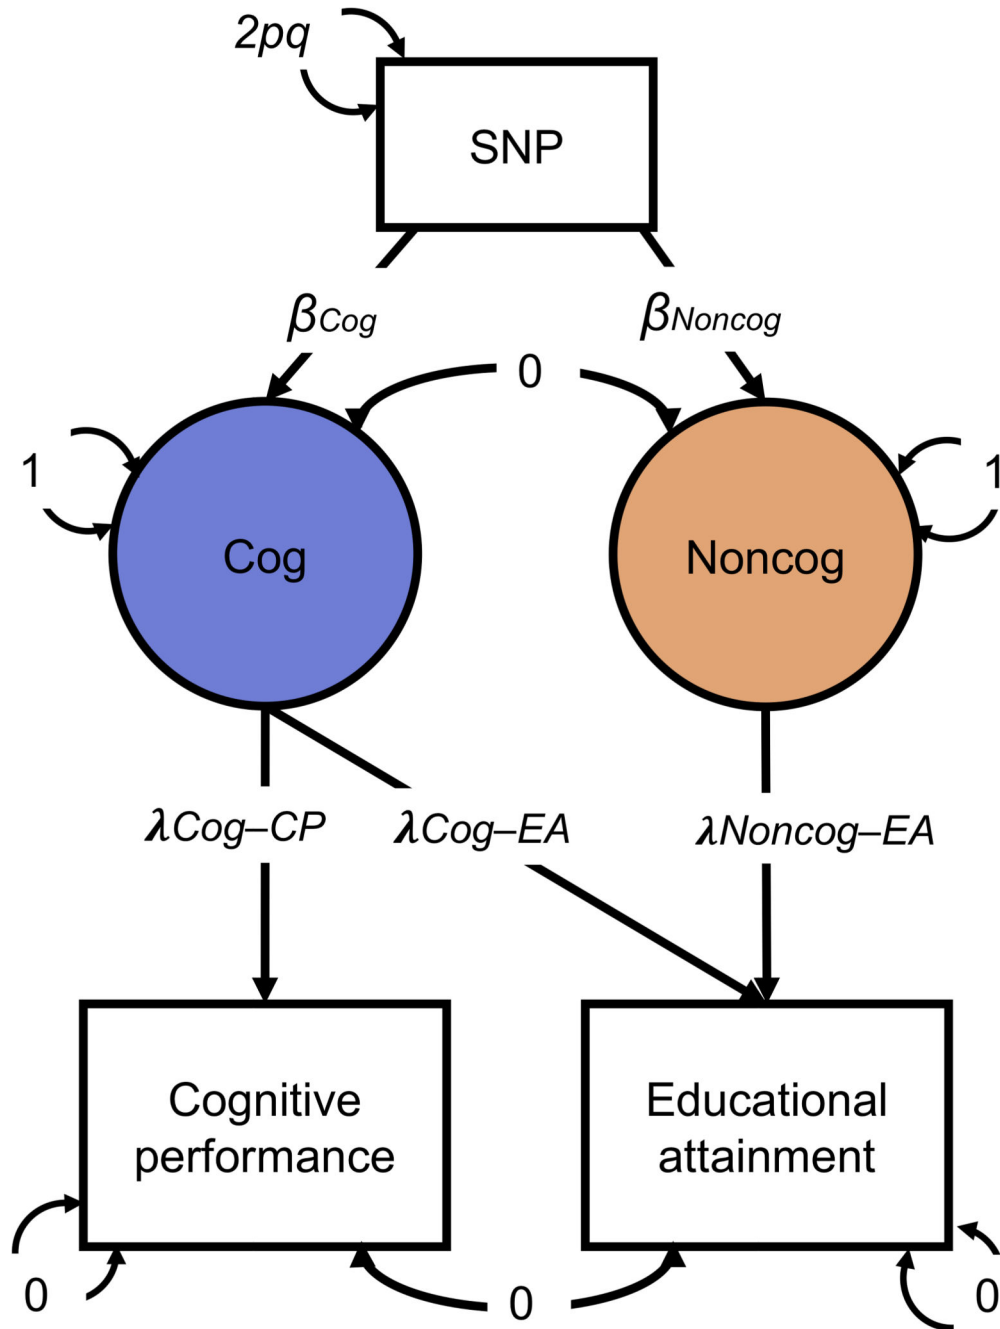 2pq
SNP
βCog
βNoncog
0
1
1
Cog
Noncog
λCog–CP
λCog–EA
λNoncog–EA
Cognitive
performance
Educational
attainment
0
0
0